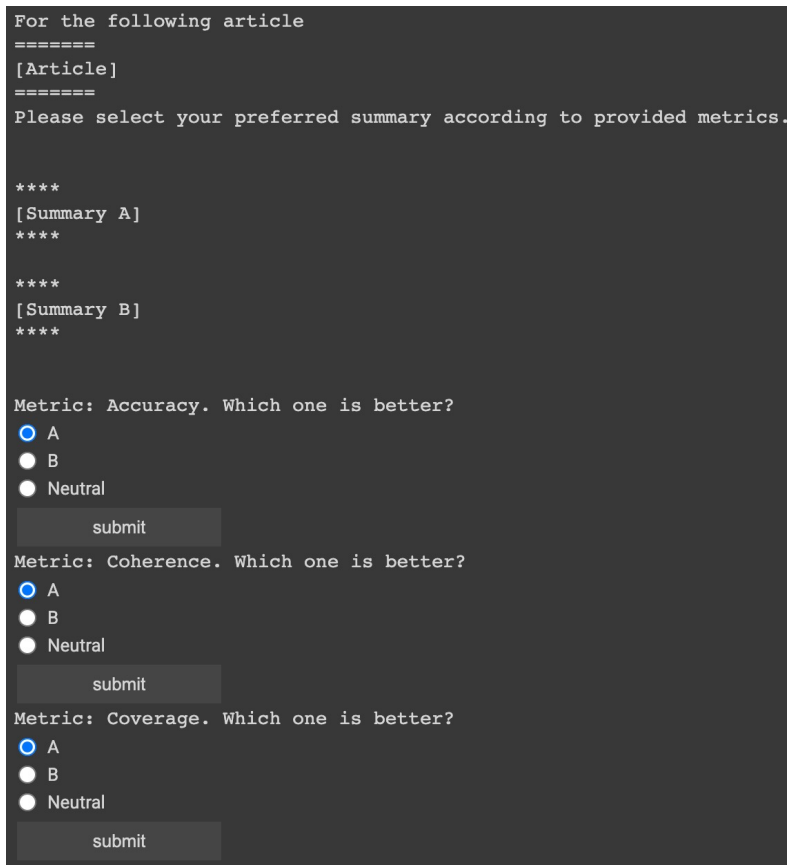 For the following article
=======
[Article]
=======
Please select your preferred summary according to provided metrics.
****
[Summary A]
****
****
[Summary B]
****
Metric: Accuracy. Which one is better?
A
B
Neutral
submit
Metric: Coherence. Which one is better?
A
B
Neutral
submit
Metric: Coverage. Which one is better?
A
B
Neutral
submit